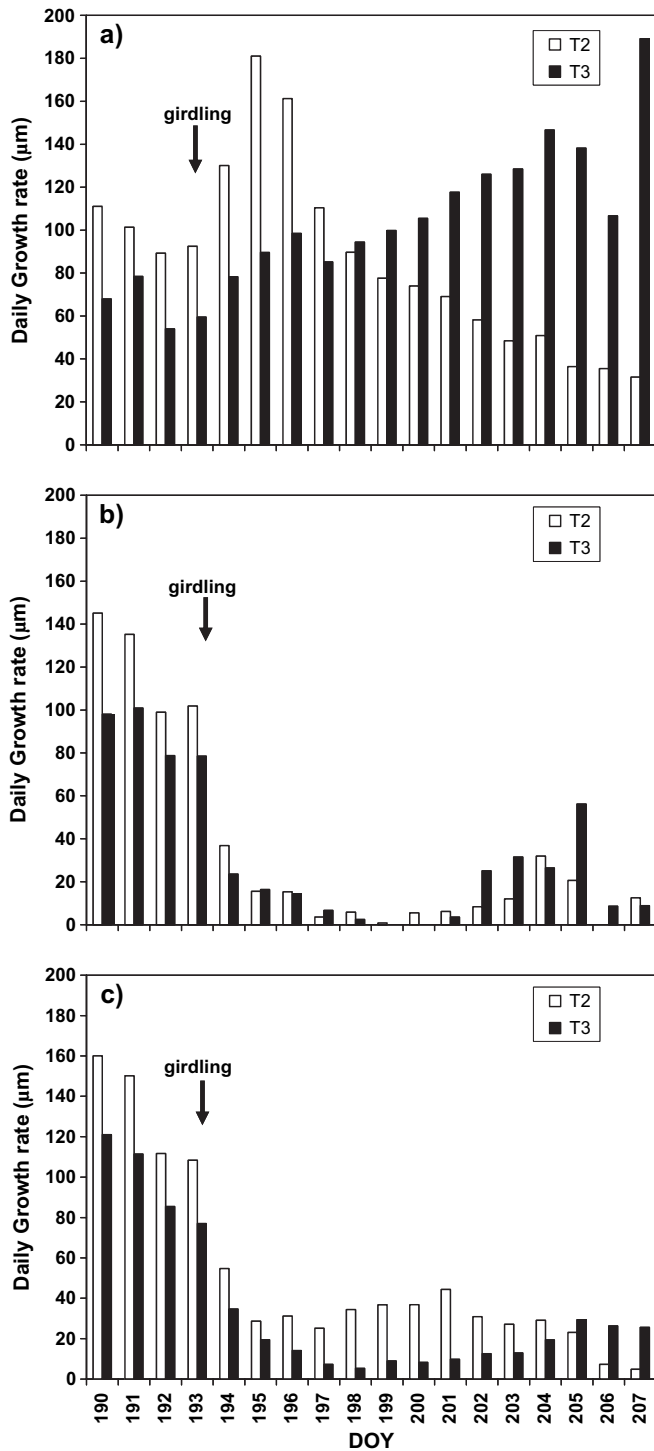 a)
T2
T3
girdling
Daily Growth rate (µm)
200
180
160
140
120
100
80
60
40
20
0
b)
T2
T3
girdling
Daily Growth rate (µm)
200
180
160
140
120
100
80
60
40
20
0
c)
T2
T3
girdling
Daily Growth rate (µm)
200
180
160
140
120
100
80
60
40
20
0
190 191 192 193 194 195 196 197 198 199 200 201 202 203 204 205 206 207
DOY